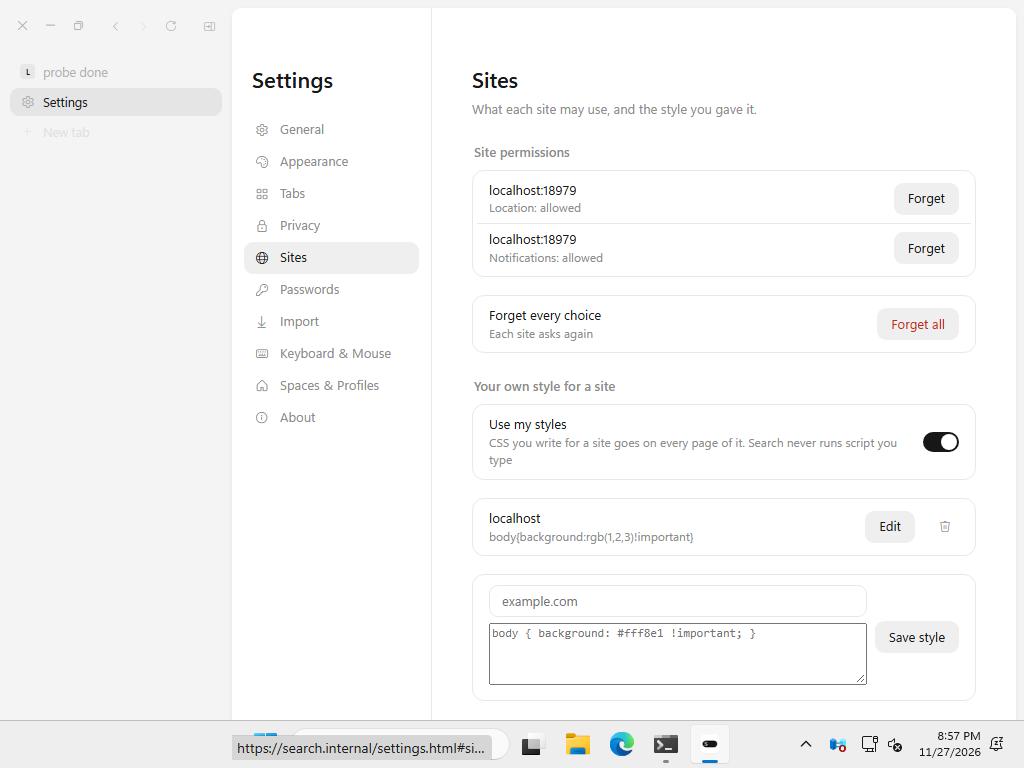 L probe done
Settings
+ New tab
Settings
General
Appearance
Tabs
Privacy
Sites
Passwords
Import
Keyboard & Mouse
Spaces & Profiles
About
Sites
What each site may use, and the style you gave it.
Site permissions
localhost:18979
Location: allowed
Forget
localhost:18979
Notifications: allowed
Forget
Forget every choice
Each site asks again
Forget all
Your own style for a site
Use my styles
CSS you write for a site goes on every page of it. Search never runs script you
type
localhost
body{background:rgb(1,2,3)!important}
Edit
example.com
body { background: #fff8e1 !important; }
Save style
https://search.internal/settings.html#si...
8:57 PM
11/27/2026